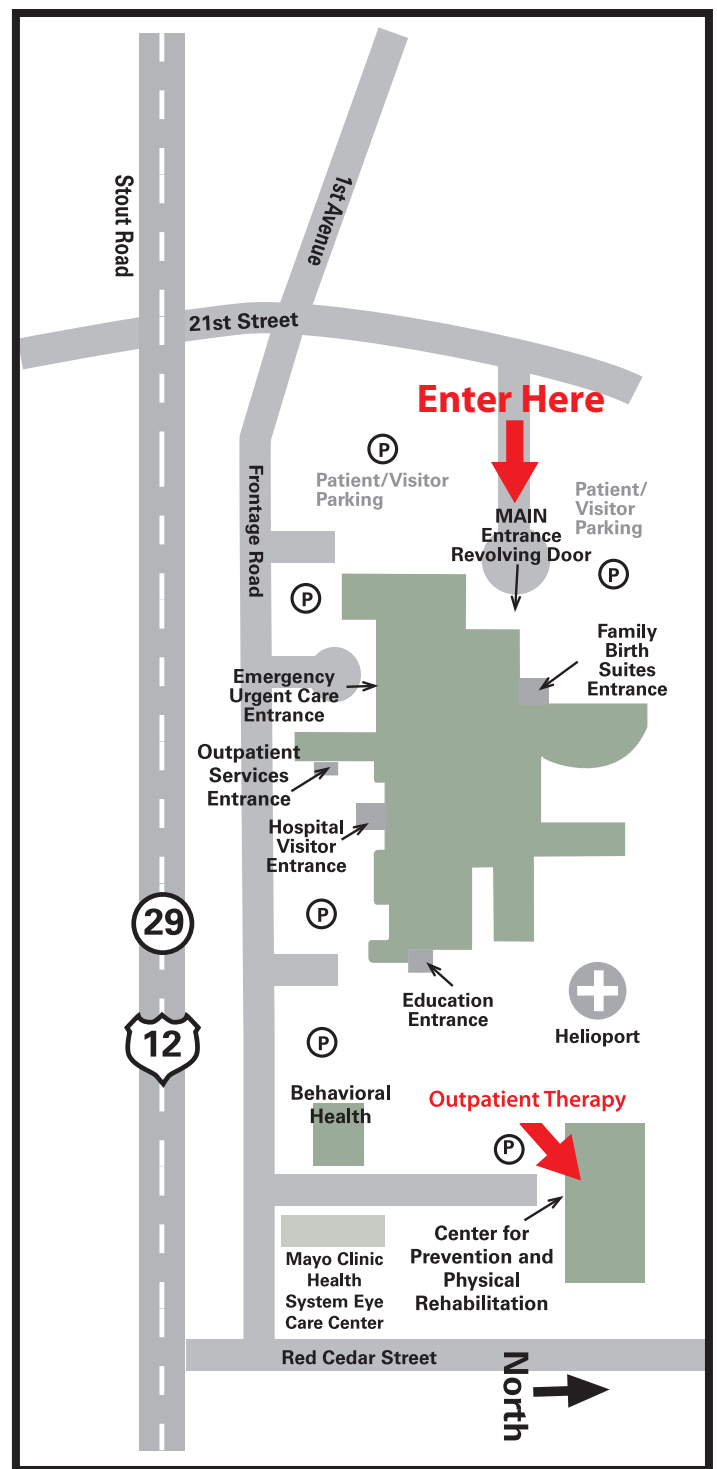 Stout Road
1st Avenue
21st Street
Enter Here
P
Patient/Visitor
Parking
Patient/
Visitor
Parking
Frontage Road
MAIN
Entrance
Revolving Door
P
P
Family
Birth
Suites
Entrance
Emergency
Urgent Care
Entrance
Outpatient
Services
Entrance
Hospital
Visitor
Entrance
29
P
Education
Entrance
12
Helioport
P
Behavioral
Health
Outpatient Therapy
P
Center for
Prevention and
Physical
Rehabilitation
Mayo Clinic
Health
System Eye
Care Center
Red Cedar Street
North